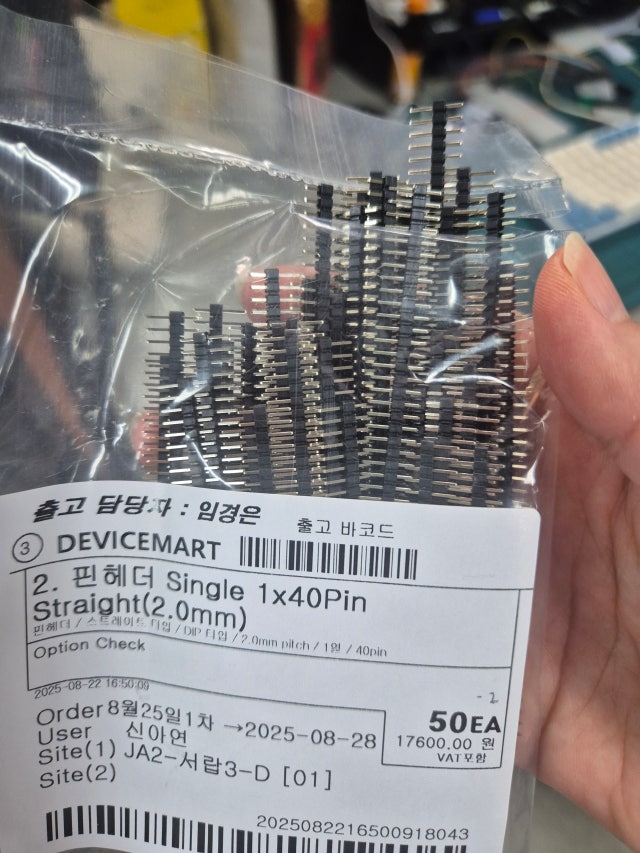 출고 담당자 : 임경은
출고 바코드
③ DEVICEMART
2. 핀헤더 Single 1x40Pin
Straight(2.0mm)
핀헤더 / 스트레이트 타입 / DIP 타입 / 2.0mm pitch / 1열 / 40pin
Option Check
2025-08-22 16:50:09
- 2
Order 8월25일1차 →2025-08-28
50EA
User 신아연
17600.00 원
Site(1) JA2-서랍3-D [01]
VAT포함
Site(2)
2025082216500918043